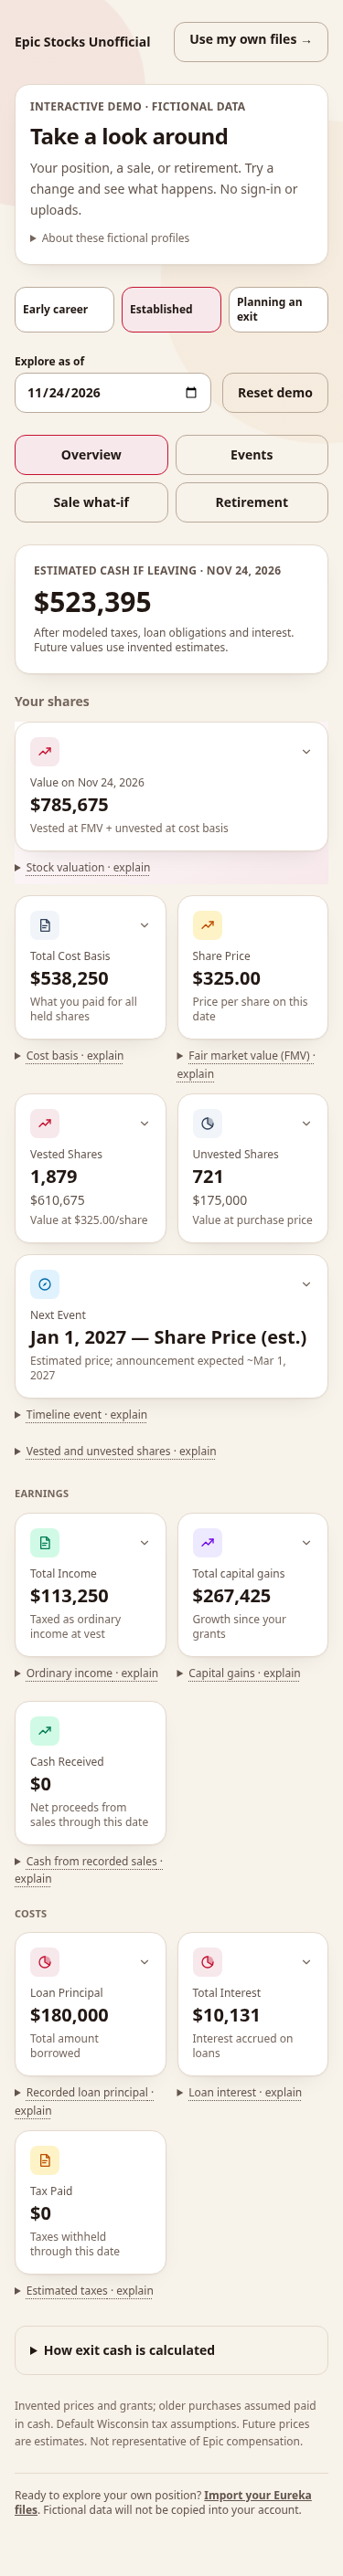 Epic Stocks Unofficial
Use my own files →
INTERACTIVE DEMO · FICTIONAL DATA
Take a look around
Your position, a sale, or retirement. Try a
change and see what happens. No sign-in or
uploads.
▶ About these fictional profiles
Early career
Established
Planning an
exit
Explore as of
11/24/2026
Reset demo
Overview
Events
Sale what-if
Retirement
ESTIMATED CASH IF LEAVING · NOV 24, 2026
$523,395
After modeled taxes, loan obligations and interest.
Future values use invented estimates.
Your shares
Value on Nov 24, 2026
$785,675
Vested at FMV + unvested at cost basis
▶ Stock valuation · explain
Total Cost Basis
$538,250
What you paid for all
held shares
▶ Cost basis · explain
Share Price
$325.00
Price per share on this
date
▶ Fair market value (FMV) ·
explain
Vested Shares
1,879
$610,675
Value at $325.00/share
Unvested Shares
721
$175,000
Value at purchase price
Next Event
Jan 1, 2027 — Share Price (est.)
Estimated price; announcement expected ~Mar 1,
2027
▶ Timeline event · explain
▶ Vested and unvested shares · explain
EARNINGS
Total Income
$113,250
Taxed as ordinary
income at vest
▶ Ordinary income · explain
Total capital gains
$267,425
Growth since your
grants
▶ Capital gains · explain
Cash Received
$0
Net proceeds from
sales through this date
▶ Cash from recorded sales ·
explain
COSTS
Loan Principal
$180,000
Total amount
borrowed
▶ Recorded loan principal ·
explain
Total Interest
$10,131
Interest accrued on
loans
▶ Loan interest · explain
Tax Paid
$0
Taxes withheld
through this date
▶ Estimated taxes · explain
▶ How exit cash is calculated
Invented prices and grants; older purchases assumed paid
in cash. Default Wisconsin tax assumptions. Future prices
are estimates. Not representative of Epic compensation.
Ready to explore your own position? Import your Eureka
files. Fictional data will not be copied into your account.